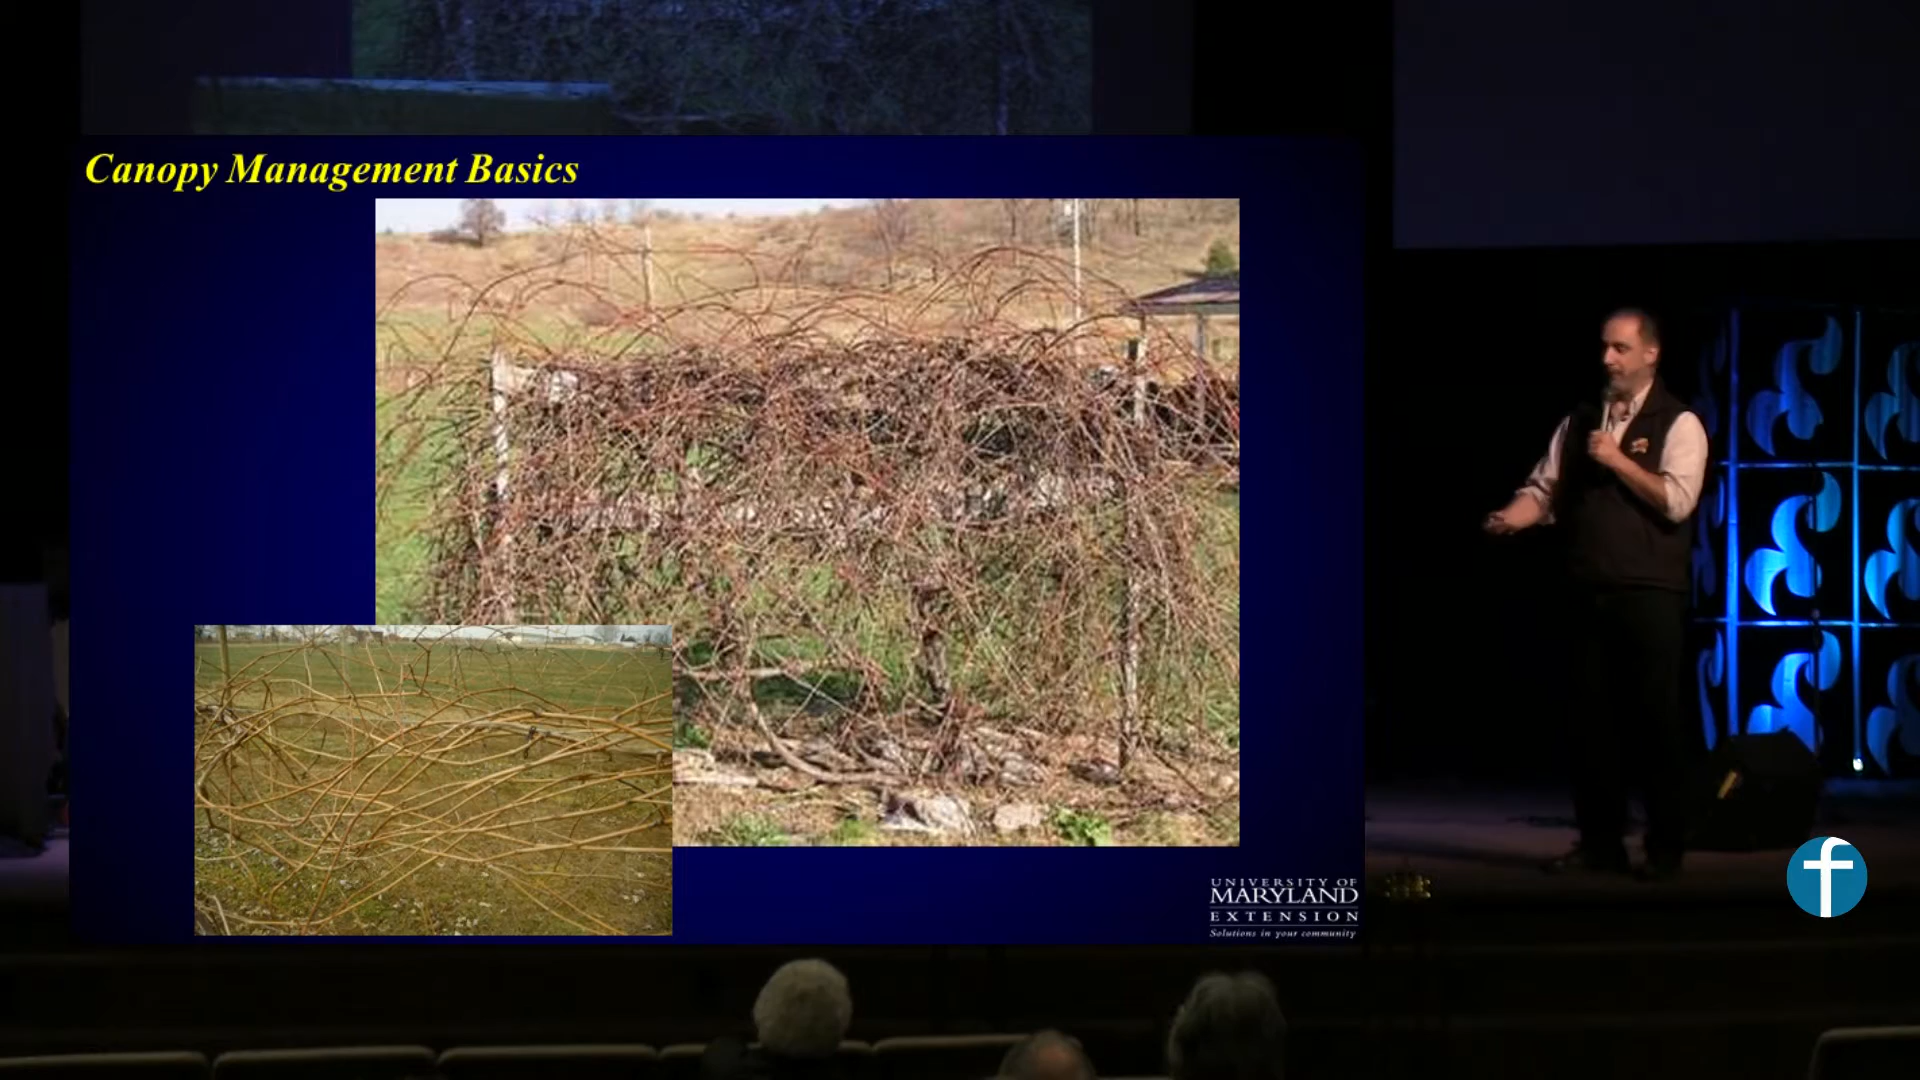 Canopy Management Basics
UNIVERSITY OF
MARYLAND
EXTENSION
Solutions in your community